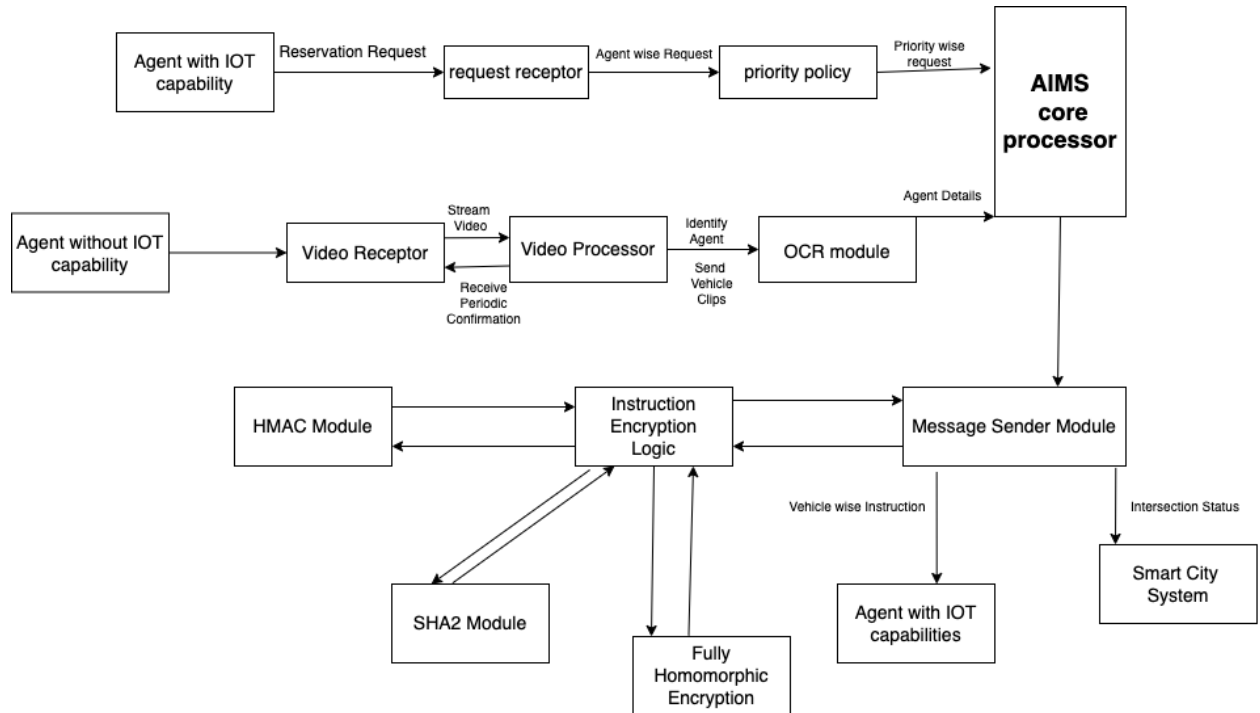 Agent with IOT
capability
Reservation Request
request receptor
Agent wise Request
priority policy
Priority wise
request
AIMS
core
processor
Agent without IOT
capability
Video Receptor
Stream
Video
Receive
Periodic
Confirmation
Video Processor
Identify
Agent
Send
Vehicle
Clips
OCR module
Agent Details
HMAC Module
Instruction
Encryption
Logic
Message Sender Module
Vehicle wise Instruction
Intersection Status
SHA2 Module
Fully
Homomorphic
Encryption
Agent with IOT
capabilities
Smart City
System